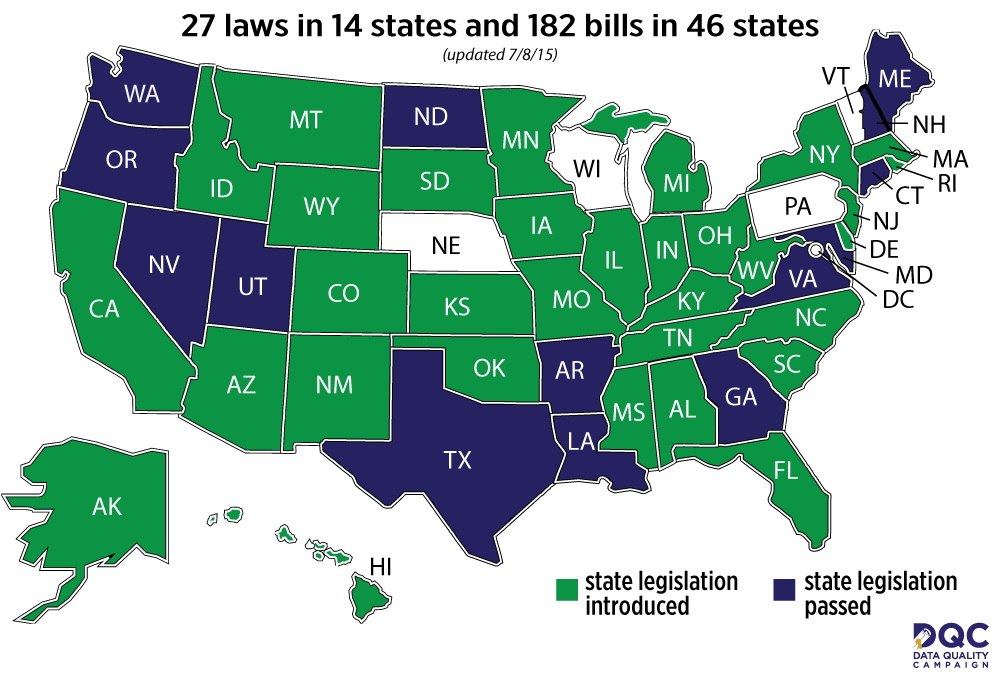 27 laws in 14 states and 182 bills in 46 states
(updated 7/8/15)
WA
MT
ND
MN
VT
ME
NH
OR
ID
SD
WI
MI
NY
MA
RI
CT
WY
IA
PA
NJ
NE
OH
DE
NV
UT
CO
IL
IN
WV
VA
MD
DC
CA
KS
MO
KY
NC
TN
AZ
NM
OK
AR
SC
MS
AL
GA
TX
LA
FL
AK
HI
state legislation
introduced
state legislation
passed
DQC
DATA QUALITY
CAMPAIGN